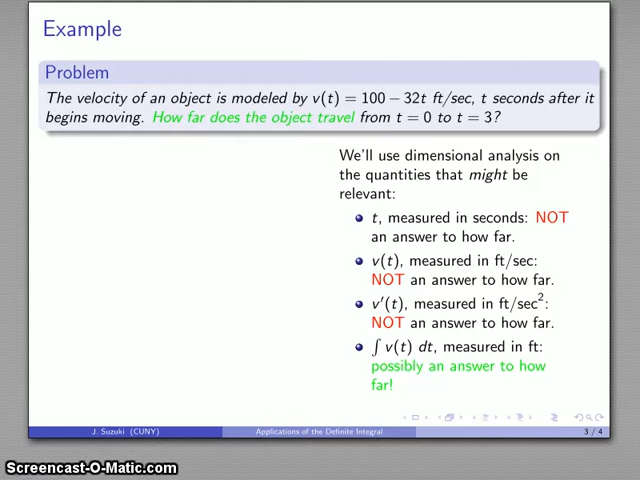 Example
Problem
The velocity of an object is modeled by v(t) = 100 − 32t ft/sec, t seconds after it
begins moving. How far does the object travel from t = 0 to t = 3?
We'll use dimensional analysis on
the quantities that might be
relevant:
t, measured in seconds: NOT
an answer to how far.
v(t), measured in ft/sec:
NOT an answer to how far.
v′(t), measured in ft/sec²:
NOT an answer to how far.
∫ v(t) dt, measured in ft:
possibly an answer to how
far!
J. Suzuki (CUNY)
Applications of the Definite Integral
3 / 4
Screencast-O-Matic.com